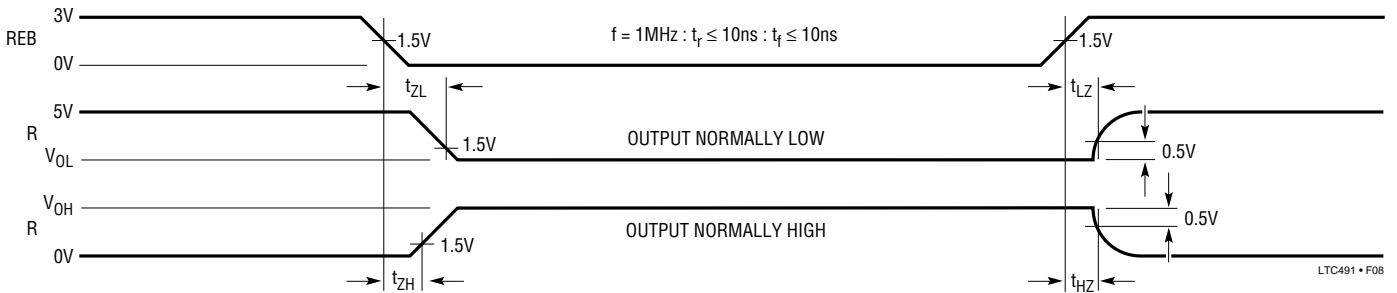 3V
REB
1.5V
f = 1MHz : tr ≤ 10ns : tf ≤ 10ns
1.5V
0V
tZL
tLZ
5V
R
OUTPUT NORMALLY LOW
1.5V
0.5V
VOL
VOH
R
OUTPUT NORMALLY HIGH
0.5V
1.5V
0V
tZH
tHZ
LTC491 • F08